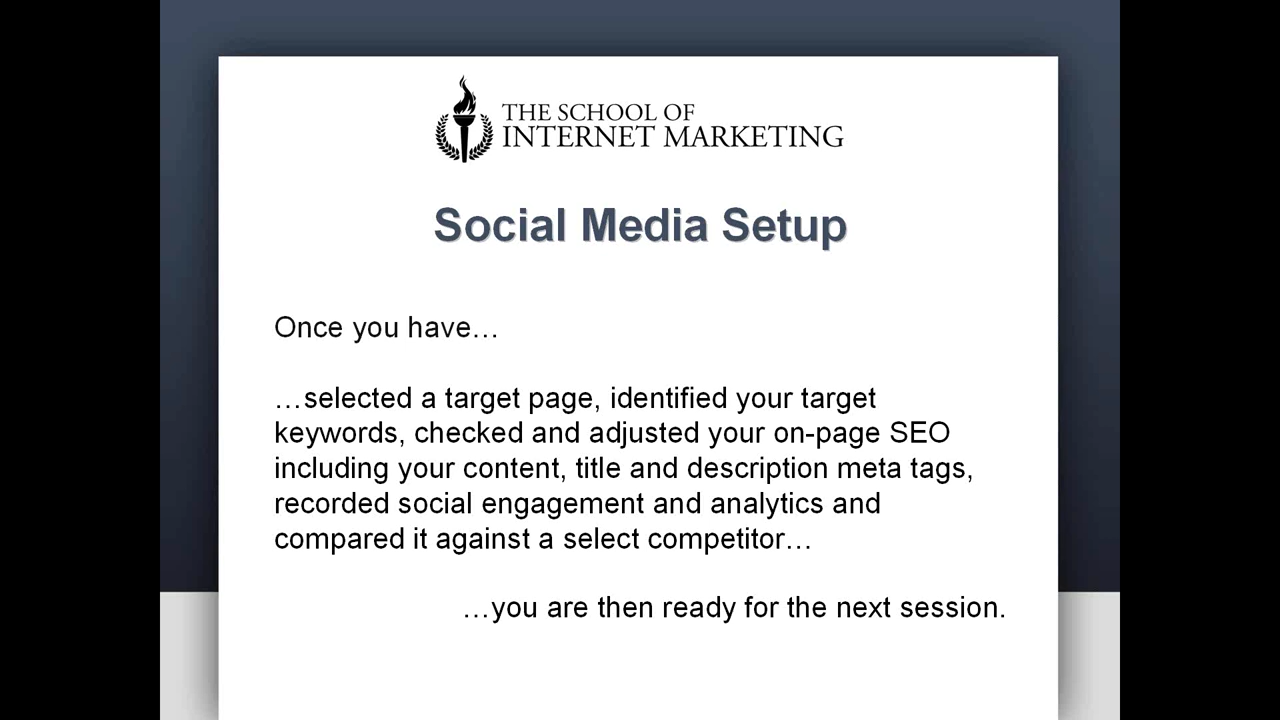 THE SCHOOL OF
INTERNET MARKETING
Social Media Setup
Once you have…
…selected a target page, identified your target
keywords, checked and adjusted your on-page SEO
including your content, title and description meta tags,
recorded social engagement and analytics and
compared it against a select competitor…
…you are then ready for the next session.